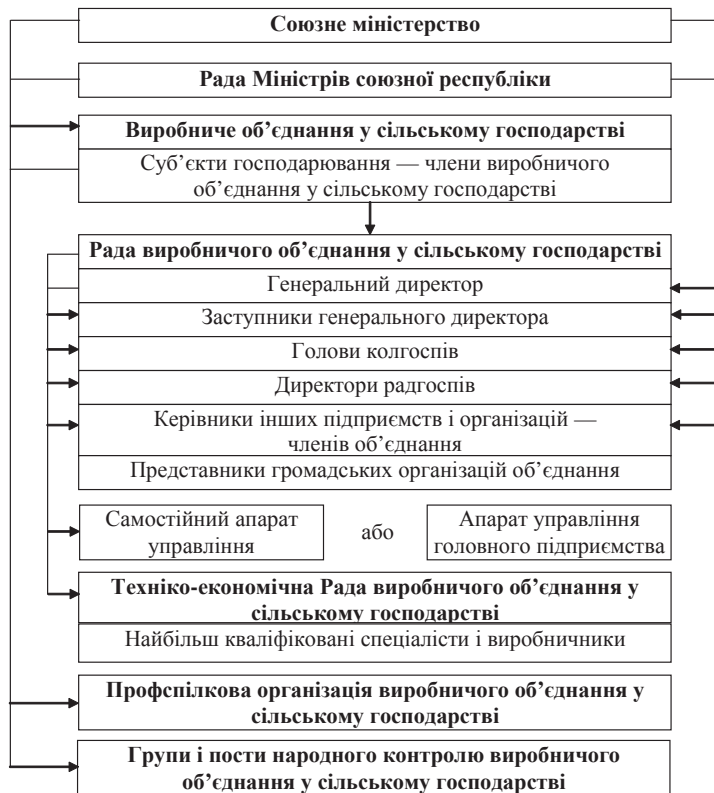 Союзне міністерство
Рада Міністрів союзної республіки
Виробниче об’єднання у сільському господарстві
Суб’єкти господарювання — члени виробничого
об’єднання у сільському господарстві
Рада виробничого об’єднання у сільському господарстві
Генеральний директор
Заступники генерального директора
Голови колгоспів
Директори радгоспів
Керівники інших підприємств і організацій —
членів об’єднання
Представники громадських організацій об’єднання
Самостійний апарат
управління
або
Апарат управління
головного підприємства
Техніко-економічна Рада виробничого об’єднання у
сільському господарстві
Найбільш кваліфіковані спеціалісти і виробничники
Профспілкова організація виробничого об’єднання у
сільському господарстві
Групи і пости народного контролю виробничого
об’єднання у сільському господарстві